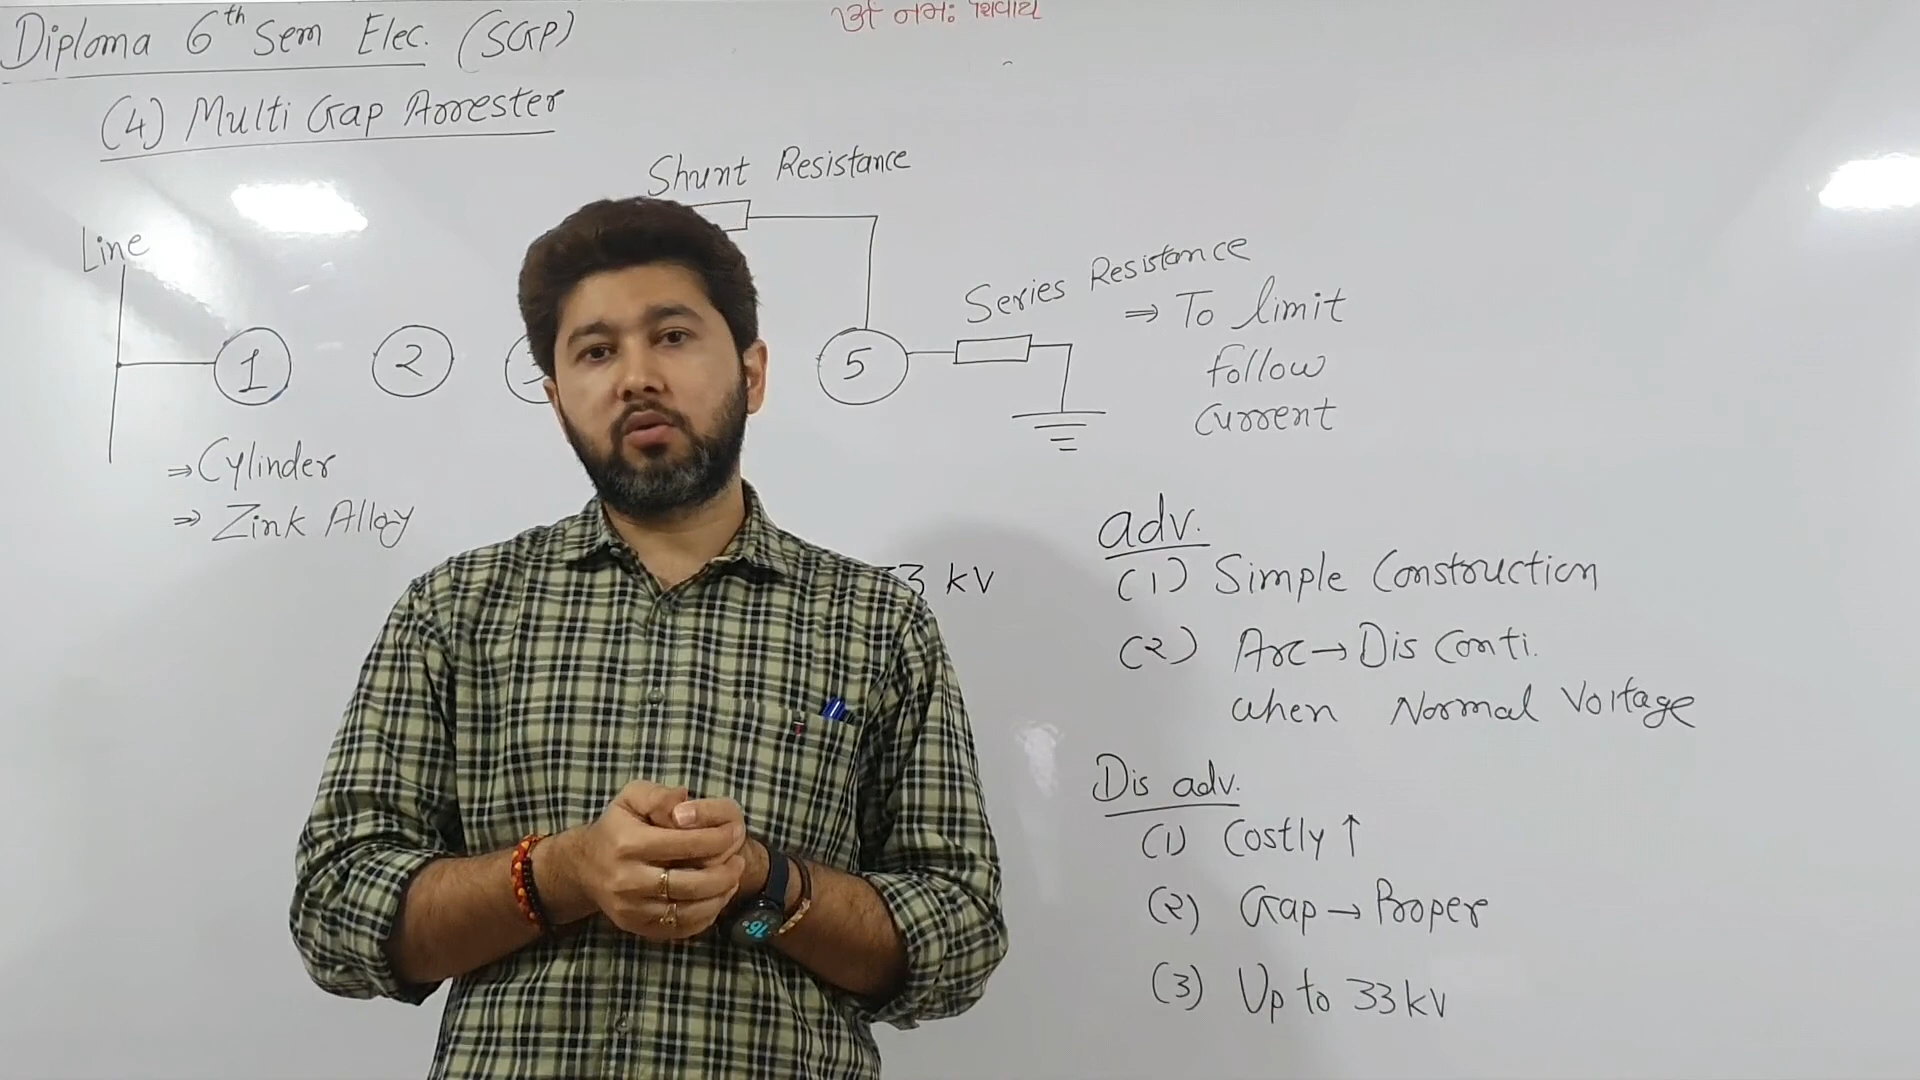 ॐ नमः शिवाय
Diploma 6th Sem Elec. (SGP)
(4) Multi Gap Arrester
Shunt Resistance
Line
Series Resistance
⇒ To limit
follow
current
1
2
5
⇒ Cylinder
⇒ Zink Alloy
33 kV
adv.
(1) Simple Construction
(2) Arc → Dis Conti.
when Normal Voltage
Dis adv.
(1) Costly ↑
(2) Gap → Proper
(3) Up to 33 kV